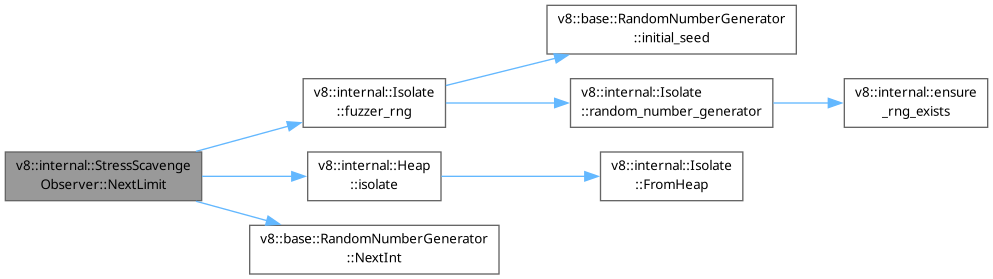 v8::base::RandomNumberGenerator
::initial_seed
v8::internal::Isolate
::fuzzer_rng
v8::internal::Isolate
::random_number_generator
v8::internal::ensure
_rng_exists
v8::internal::StressScavenge
Observer::NextLimit
v8::internal::Heap
::isolate
v8::internal::Isolate
::FromHeap
v8::base::RandomNumberGenerator
::NextInt